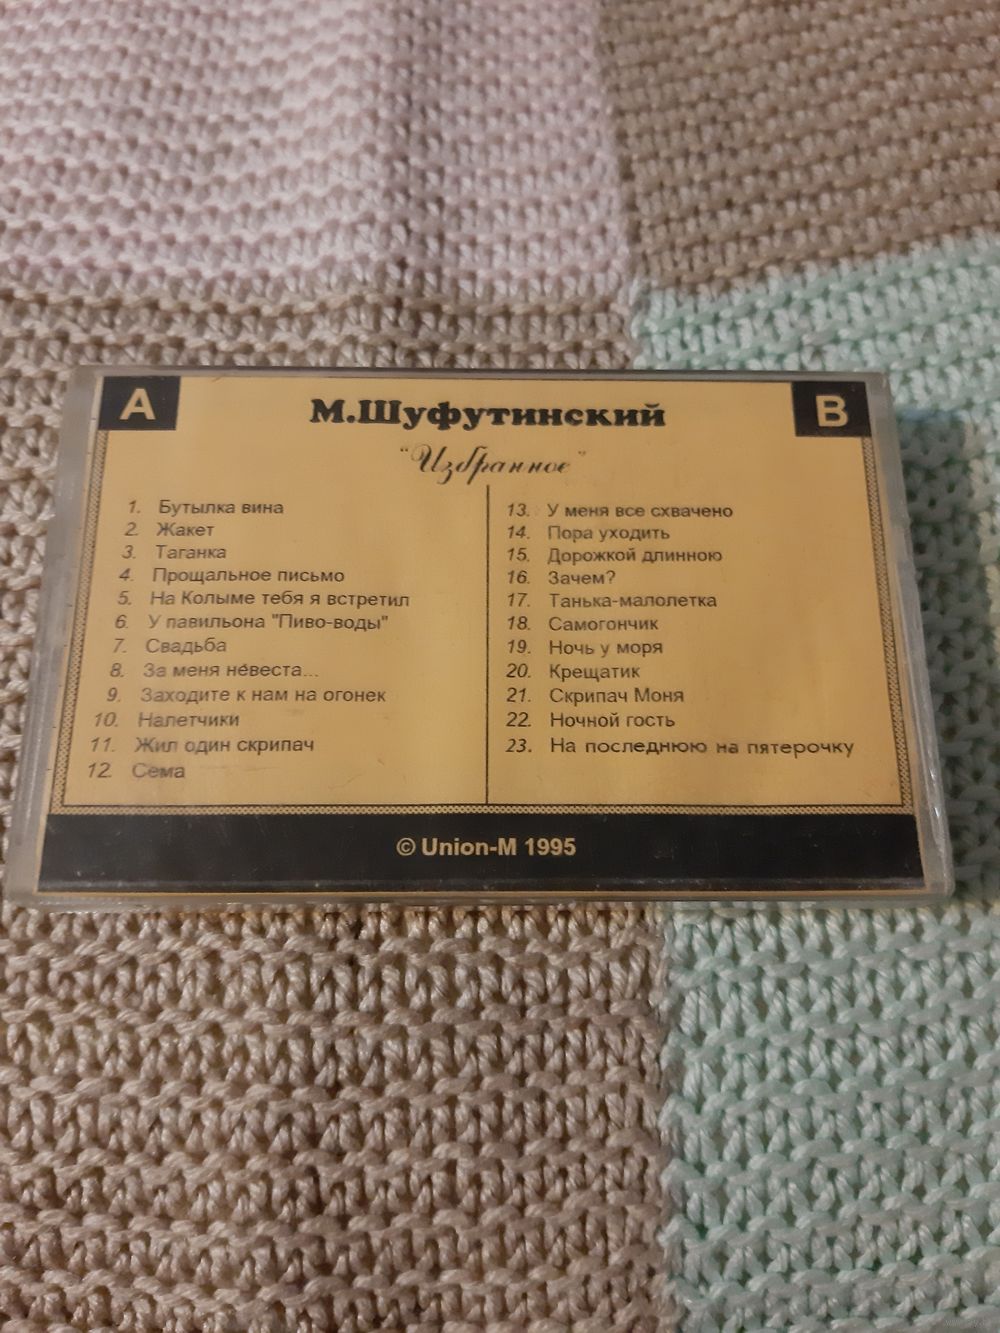 A
М.Шуфутинский
B
"Избранное"
1. Бутылка вина
2. Жакет
3. Таганка
4. Прощальное письмо
5. На Колыме тебя я встретил
6. У павильона "Пиво-воды"
7. Свадьба
8. За меня невеста...
9. Заходите к нам на огонек
10. Налетчики
11. Жил один скрипач
12. Сема
13. У меня все схвачено
14. Пора уходить
15. Дорожкой длинною
16. Зачем?
17. Танька-малолетка
18. Самогончик
19. Ночь у моря
20. Крещатик
21. Скрипач Моня
22. Ночной гость
23. На последнюю на пятерочку
© Union-M 1995